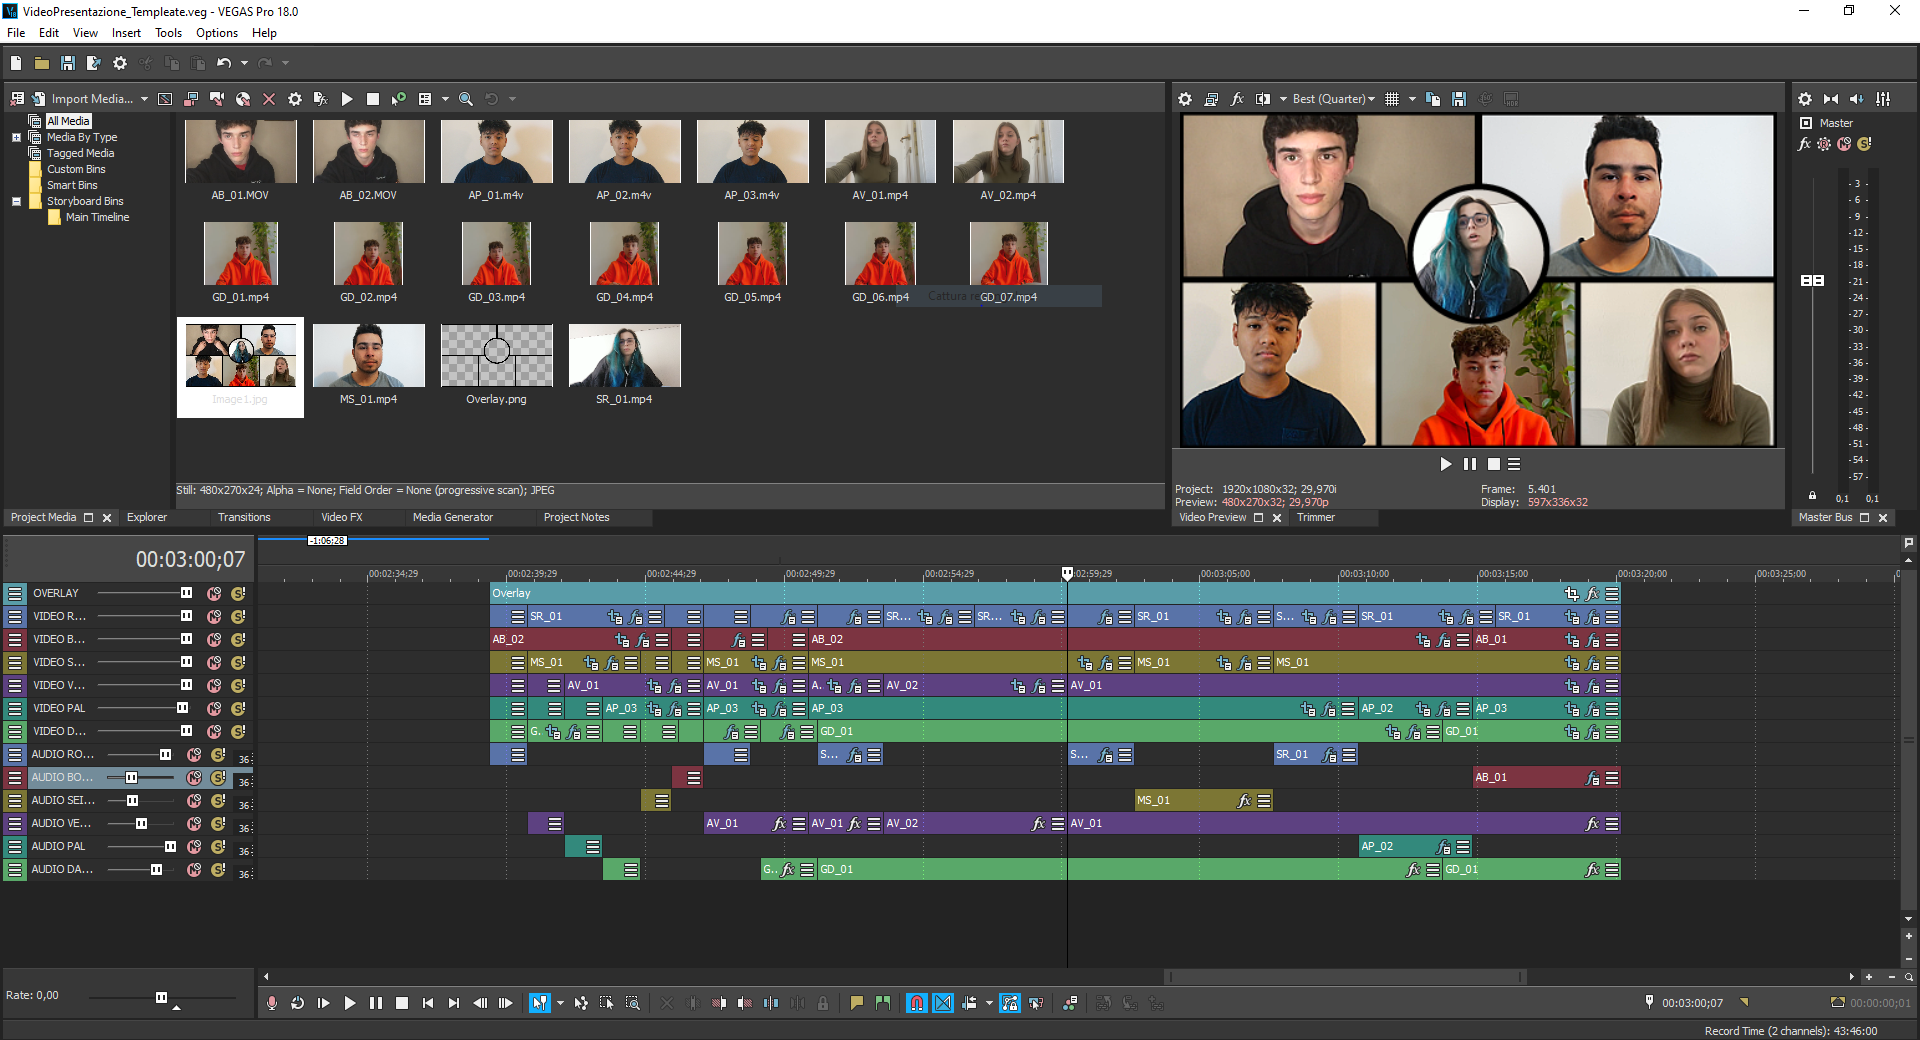 VideoPresentazione_Templeate.veg - VEGAS Pro 18.0
File Edit View Insert Tools Options Help
Import Media...
All Media
Media By Type
Tagged Media
Custom Bins
Smart Bins
Storyboard Bins
Main Timeline
AB_01.MOV AB_02.MOV AP_01.m4v AP_02.m4v AP_03.m4v AV_01.mp4 AV_02.mp4
GD_01.mp4 GD_02.mp4 GD_03.mp4 GD_04.mp4 GD_05.mp4 GD_06.mp4 Cattura GD_07.mp4
Image1.jpg MS_01.mp4 Overlay.png SR_01.mp4
Still: 480x270x24; Alpha = None; Field Order = None (progressive scan); JPEG
Project Media Explorer Transitions Video FX Media Generator Project Notes
Best (Quarter)
Project: 1920x1080x32; 29,970i Frame: 5.401
Preview: 480x270x32; 29,970p Display: 597x336x32
Video Preview Trimmer
Master
-3-
-6-
-9-
-12-
-15-
-18-
-21-
-24-
-27-
-30-
-33-
-36-
-39-
-42-
-45-
-48-
-51-
-54-
-57-
0,1 0,1
Master Bus
00:03:00;07
-1:06:28
00:02:34;29 00:02:39;29 00:02:44;29 00:02:49;29 00:02:54;29 :02:59;29 00:03:05;00 00:03:10;00 00:03:15;00 00:03:20;00 00:03:25;00
OVERLAY Overlay
VIDEO R... SR_01 SR... SR... SR_01 S... SR_01 SR_01
VIDEO B... AB_02 AB_02 AB_01
VIDEO S... MS_01 MS_01 MS_01 MS_01 MS_01
VIDEO V... AV_01 AV_01 A. AV_02 AV_01
VIDEO PAL AP_03 AP_03 AP_03 AP_02 AP_03
VIDEO D... G. GD_01 GD_01
AUDIO RO... 36 S... S... SR_01
AUDIO BO... 36 AB_01
AUDIO SEI... 36 MS_01
AUDIO VE... 36 AV_01 AV_01 AV_02 AV_01
AUDIO PAL 36 AP_02
AUDIO DA... 36 G.. GD_01 GD_01
Rate: 0,00
00:03:00;07 00:00:00;01
Record Time (2 channels): 43:46:00